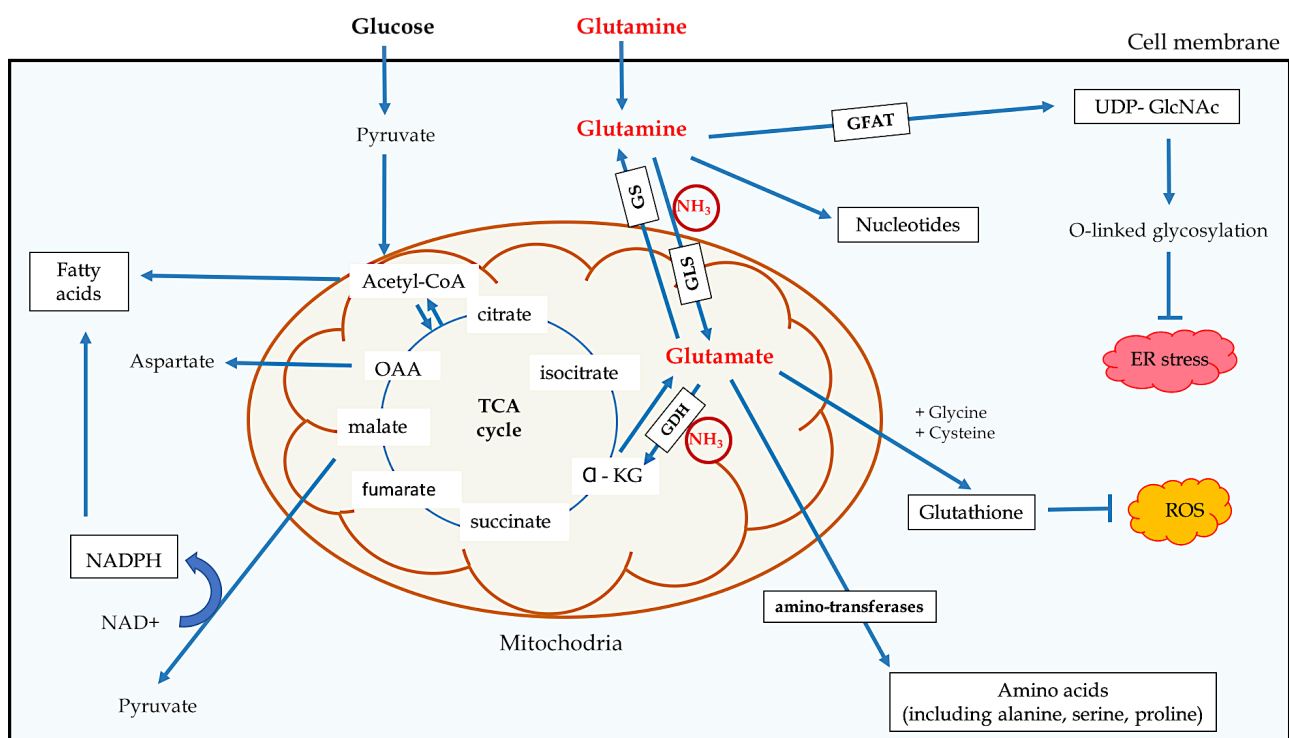 Glucose
Glutamine
Cell membrane
Pyruvate
Glutamine
GFAT
UDP- GlcNAc
GS
NH3
GLS
Nucleotides
O-linked glycosylation
Fatty
acids
Acetyl-CoA
citrate
Aspartate
OAA
isocitrate
Glutamate
ER stress
TCA
cycle
malate
GDH
NH3
+ Glycine
+ Cysteine
fumarate
ɑ - KG
succinate
Glutathione
ROS
NADPH
NAD+
amino-transferases
Mitochodria
Pyruvate
Amino acids
(including alanine, serine, proline)